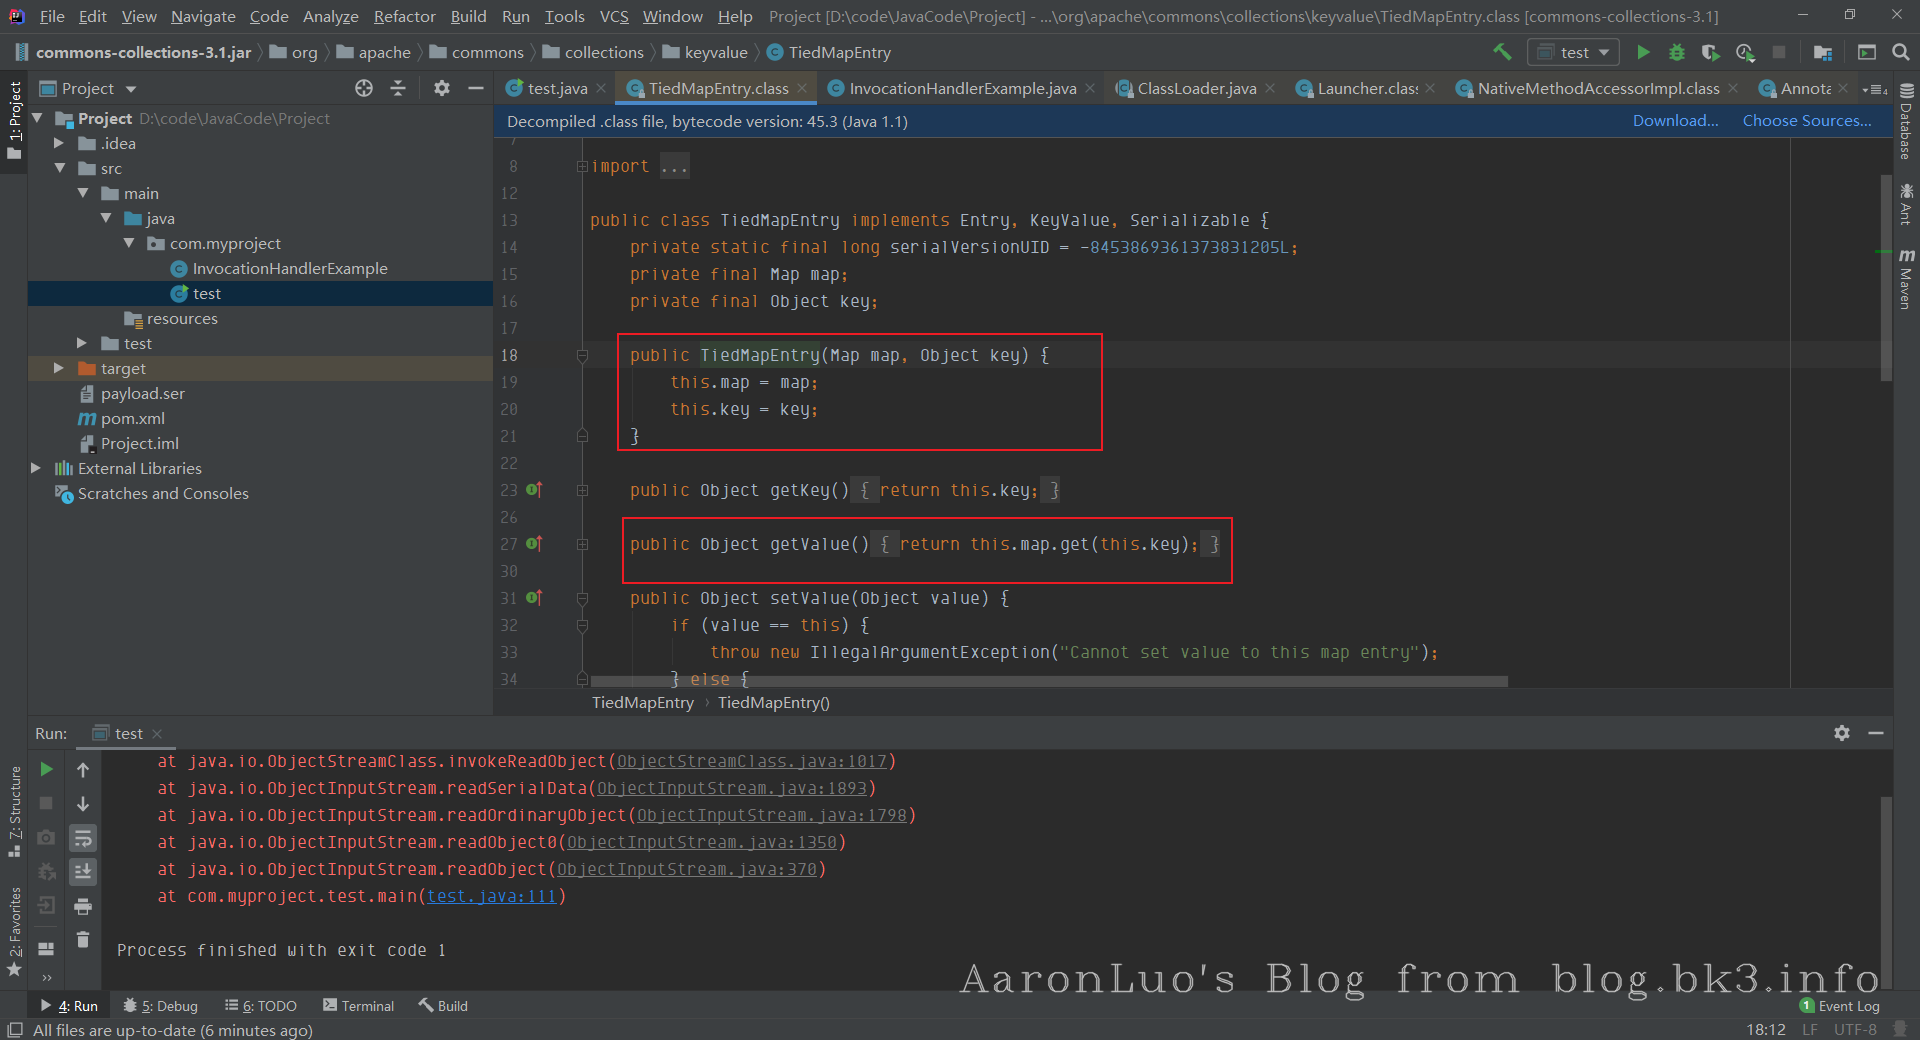 File Edit View Navigate Code Analyze Refactor Build Run Tools VCS Window Help Project [D:\code\JavaCode\Project] - ...\org\apache\commons\collections\keyvalue\TiedMapEntry.class [commons-collections-3.1]
commons-collections-3.1.jar org apache commons collections keyvalue TiedMapEntry test
1: Project
Project
test.java TiedMapEntry.class InvocationHandlerExample.java ClassLoader.java Launcher.class NativeMethodAccessorImpl.class Annota
Project D:\code\JavaCode\Project
.idea
src
main
java
com.myproject
InvocationHandlerExample
test
resources
test
target
payload.ser
pom.xml
Project.iml
External Libraries
Scratches and Consoles
Decompiled .class file, bytecode version: 45.3 (Java 1.1) Download... Choose Sources...
7
8 import ...
12
13 public class TiedMapEntry implements Entry, KeyValue, Serializable {
14 private static final long serialVersionUID = -8453869361373831205L;
15 private final Map map;
16 private final Object key;
17
18 public TiedMapEntry(Map map, Object key) {
19 this.map = map;
20 this.key = key;
21 }
22
23 public Object getKey() { return this.key; }
26
27 public Object getValue() { return this.map.get(this.key); }
30
31 public Object setValue(Object value) {
32 if (value == this) {
33 throw new IllegalArgumentException("Cannot set value to this map entry");
34 } else {
TiedMapEntry › TiedMapEntry()
Database
Ant
Maven
Run: test
at java.io.ObjectStreamClass.invokeReadObject(ObjectStreamClass.java:1017)
at java.io.ObjectInputStream.readSerialData(ObjectInputStream.java:1893)
at java.io.ObjectInputStream.readOrdinaryObject(ObjectInputStream.java:1798)
at java.io.ObjectInputStream.readObject0(ObjectInputStream.java:1350)
at java.io.ObjectInputStream.readObject(ObjectInputStream.java:370)
at com.myproject.test.main(test.java:111)
Process finished with exit code 1
7: Structure
2: Favorites
AaronLuo's Blog from blog.bk3.info
4: Run 5: Debug 6: TODO Terminal Build 1 Event Log
All files are up-to-date (6 minutes ago) 18:12 LF UTF-8